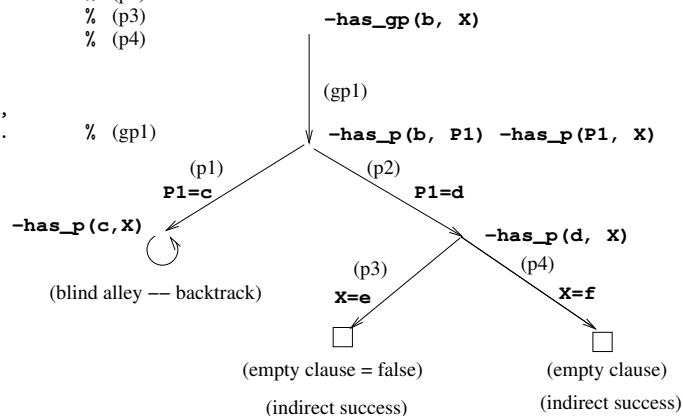 % (p3)
-has_gp(b, X)
% (p4)
(gp1)
,
. % (gp1)
-has_p(b, P1) -has_p(P1, X)
(p1)
(p2)
P1=c
P1=d
-has_p(c,X)
-has_p(d, X)
(p3)
(p4)
(blind alley -- backtrack)
X=e
X=f
(empty clause = false)
(empty clause)
(indirect success)
(indirect success)